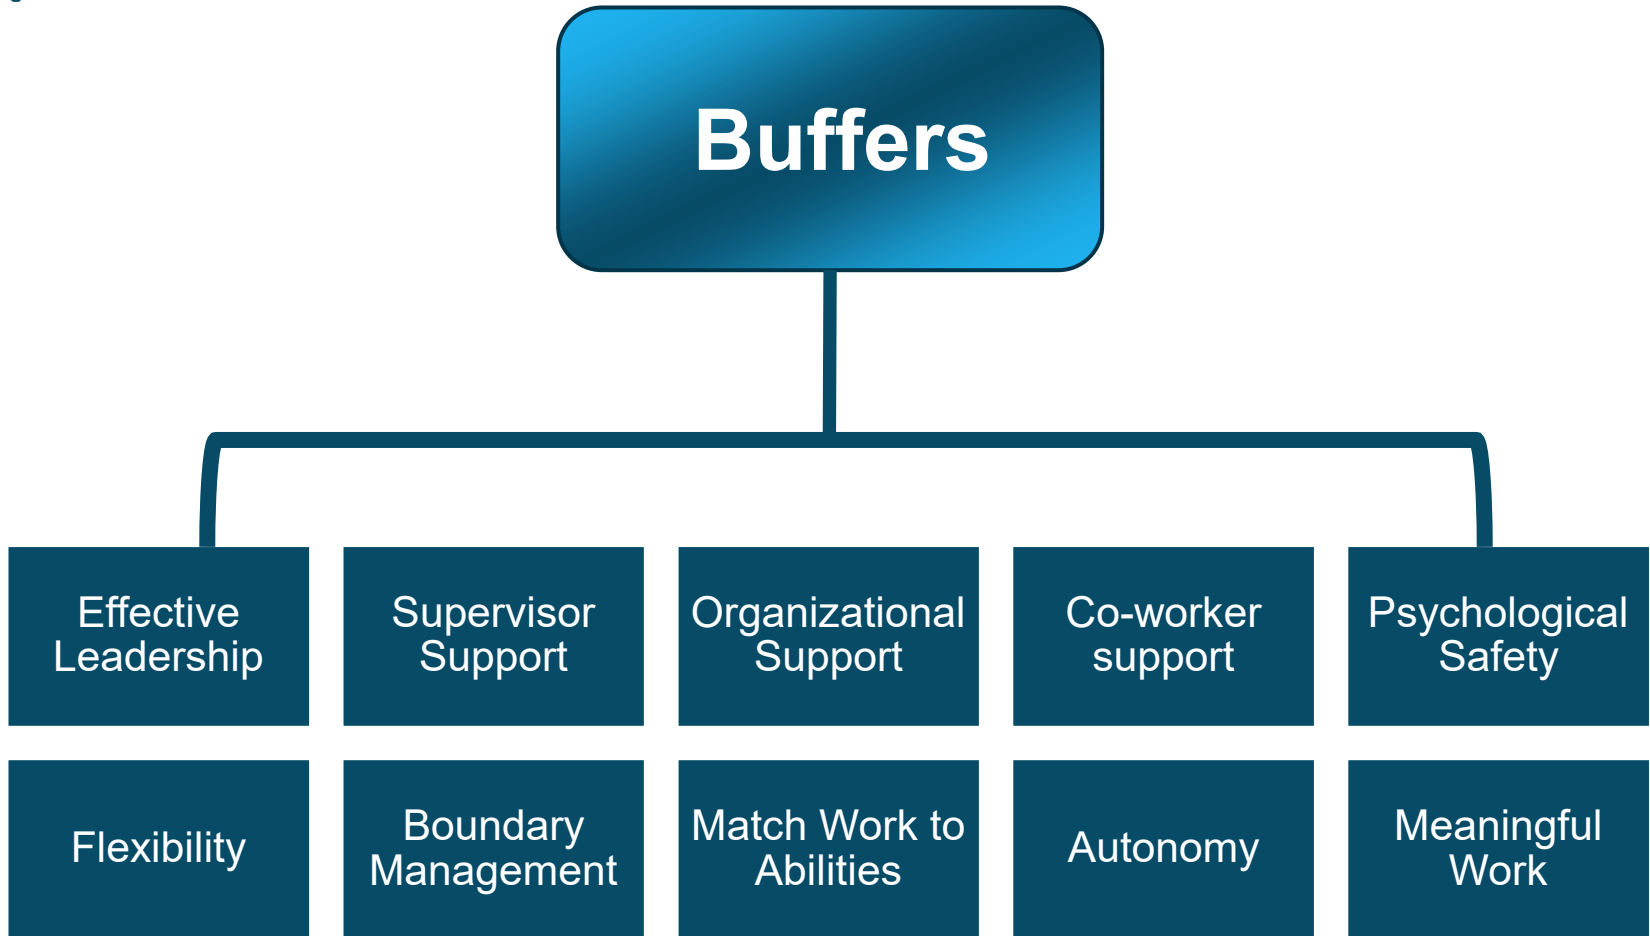 Buffers
Effective
Leadership
Supervisor
Support
Organizational
Support
Co-worker
support
Psychological
Safety
Flexibility
Boundary
Management
Match Work to
Abilities
Autonomy
Meaningful
Work